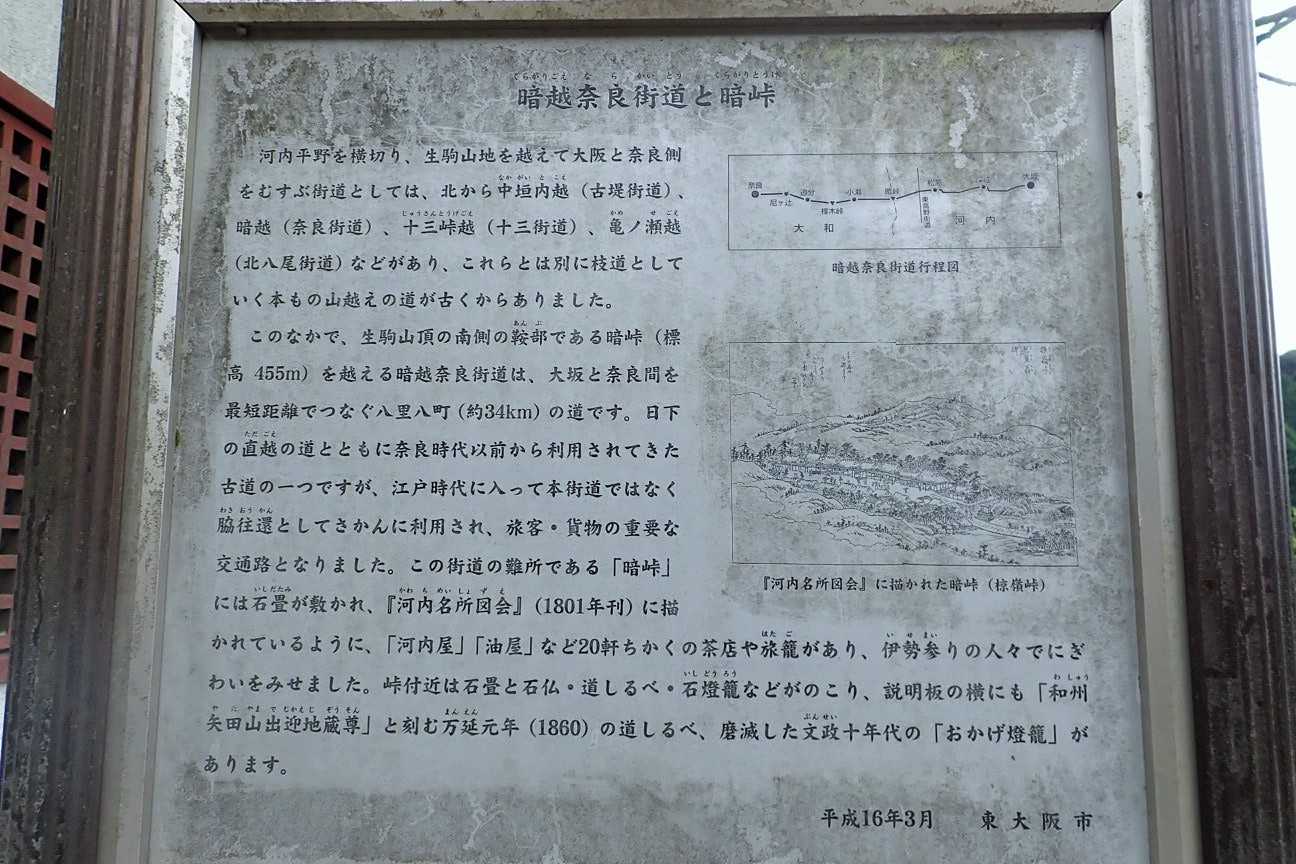 暗越奈良街道と暗峠
河内平野を横切り、生駒山地を越えて大阪と奈良側
をむすぶ街道としては、北から中垣内越（古堤街道）、
暗越（奈良街道）、十三峠越（十三街道）、亀ノ瀬越
（北八尾街道）などがあり、これらとは別に枝道として
いく本もの山越えの道が古くからありました。
このなかで、生駒山頂の南側の鞍部である暗峠（標
高 455m）を越える暗越奈良街道は、大坂と奈良間を
最短距離でつなぐ八里八町（約34km）の道です。日下
の直越の道とともに奈良時代以前から利用されてきた
古道の一つですが、江戸時代に入って本街道ではなく
脇往還としてさかんに利用され、旅客・貨物の重要な
交通路となりました。この街道の難所である「暗峠」
には石畳が敷かれ、『河内名所図会』（1801年刊）に描
かれているように、「河内屋」「油屋」など20軒ちかくの茶店や旅籠があり、伊勢参りの人々でにぎ
わいをみせました。峠付近は石畳と石仏・道しるべ・石燈籠などがのこり、説明板の横にも「和州
矢田山出迎地蔵尊」と刻む万延元年（1860）の道しるべ、磨滅した文政十年代の「おかげ燈籠」が
あります。
奈良
尼ヶ辻
追分
榁木峠
小瀬
暗峠
松原
大坂
東高野街道
大和
河内
暗越奈良街道行程図
『河内名所図会』に描かれた暗峠（椋嶺峠）
平成16年3月 東大阪市